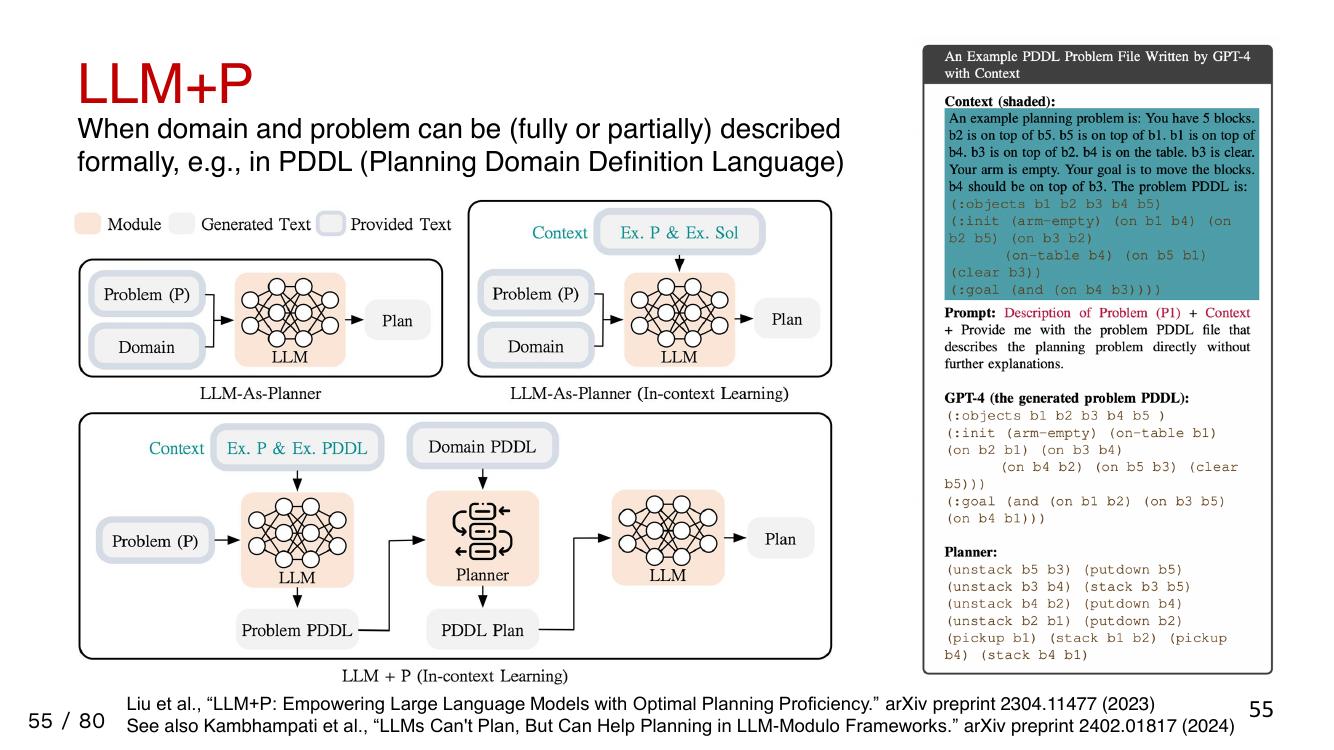 LLM+P
When domain and problem can be (fully or partially) described
formally, e.g., in PDDL (Planning Domain Definition Language)
Module
Generated Text
Provided Text
Problem (P)
Domain
LLM
Plan
LLM-As-Planner
Context
Ex. P & Ex. Sol
Problem (P)
Domain
LLM
Plan
LLM-As-Planner (In-context Learning)
Context
Ex. P & Ex. PDDL
Domain PDDL
Problem (P)
LLM
Planner
LLM
Plan
Problem PDDL
PDDL Plan
LLM + P (In-context Learning)
An Example PDDL Problem File Written by GPT-4
with Context
Context (shaded):
An example planning problem is: You have 5 blocks.
b2 is on top of b5. b5 is on top of b1. b1 is on top of
b4. b3 is on top of b2. b4 is on the table. b3 is clear.
Your arm is empty. Your goal is to move the blocks.
b4 should be on top of b3. The problem PDDL is:
(:objects b1 b2 b3 b4 b5)
(:init (arm-empty) (on b1 b4) (on
b2 b5) (on b3 b2)
(on-table b4) (on b5 b1)
(clear b3))
(:goal (and (on b4 b3))))
Prompt: Description of Problem (P1) + Context
+ Provide me with the problem PDDL file that
describes the planning problem directly without
further explanations.
GPT-4 (the generated problem PDDL):
(:objects b1 b2 b3 b4 b5 )
(:init (arm-empty) (on-table b1)
(on b2 b1) (on b3 b4)
(on b4 b2) (on b5 b3) (clear
b5)))
(:goal (and (on b1 b2) (on b3 b5)
(on b4 b1)))
Planner:
(unstack b5 b3) (putdown b5)
(unstack b3 b4) (stack b3 b5)
(unstack b4 b2) (putdown b4)
(unstack b2 b1) (putdown b2)
(pickup b1) (stack b1 b2) (pickup
b4) (stack b4 b1)
Liu et al., “LLM+P: Empowering Large Language Models with Optimal Planning Proficiency.” arXiv preprint 2304.11477 (2023)
See also Kambhampati et al., “LLMs Can't Plan, But Can Help Planning in LLM-Modulo Frameworks.” arXiv preprint 2402.01817 (2024)
55 / 80
55